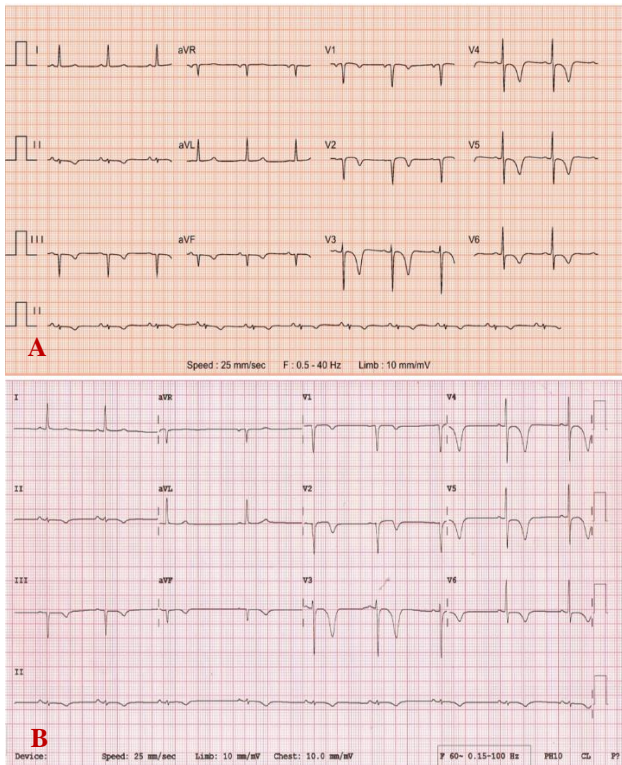 I aVR V1 V4
II aVL V2 V5
III aVF V3 V6
II
A
Speed : 25 mm/sec F : 0.5 - 40 Hz Limb : 10 mm/mV
I aVR V1 V4
II aVL V2 V5
III aVF V3 V6
II
B
Device: Speed: 25 mm/sec Limb: 10 mm/mV Chest: 10.0 mm/mV F 60~ 0.15-100 Hz PH10 CL P?